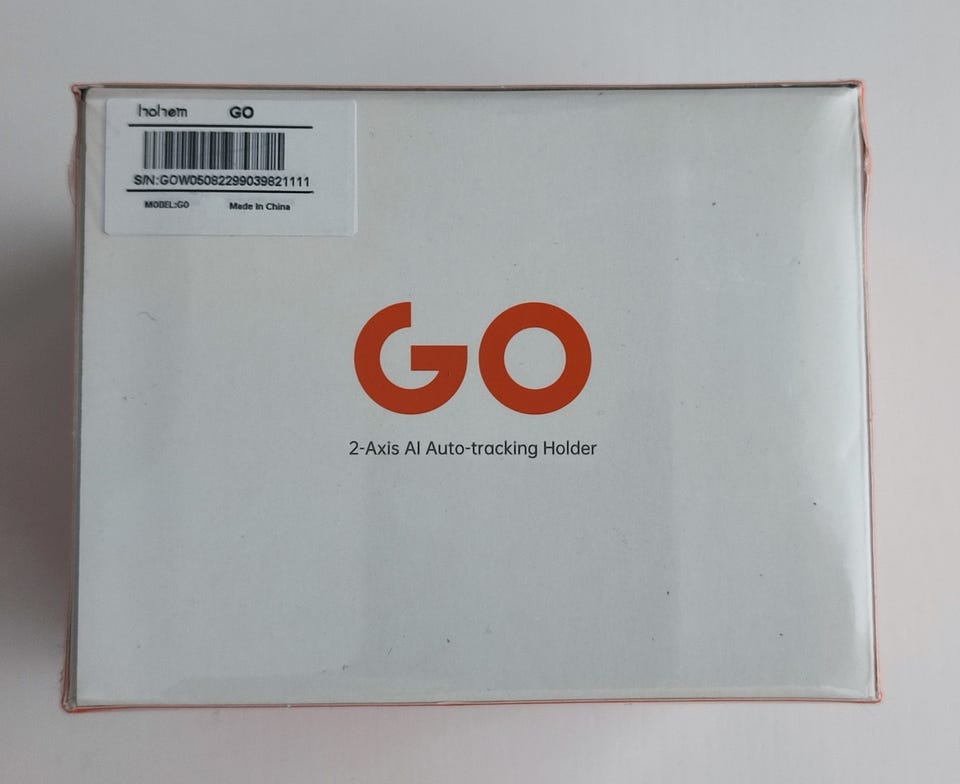 hohem GO
S/N:GOW05082299039821111
MODEL:GO Made In China
GO
2-Axis AI Auto-tracking Holder